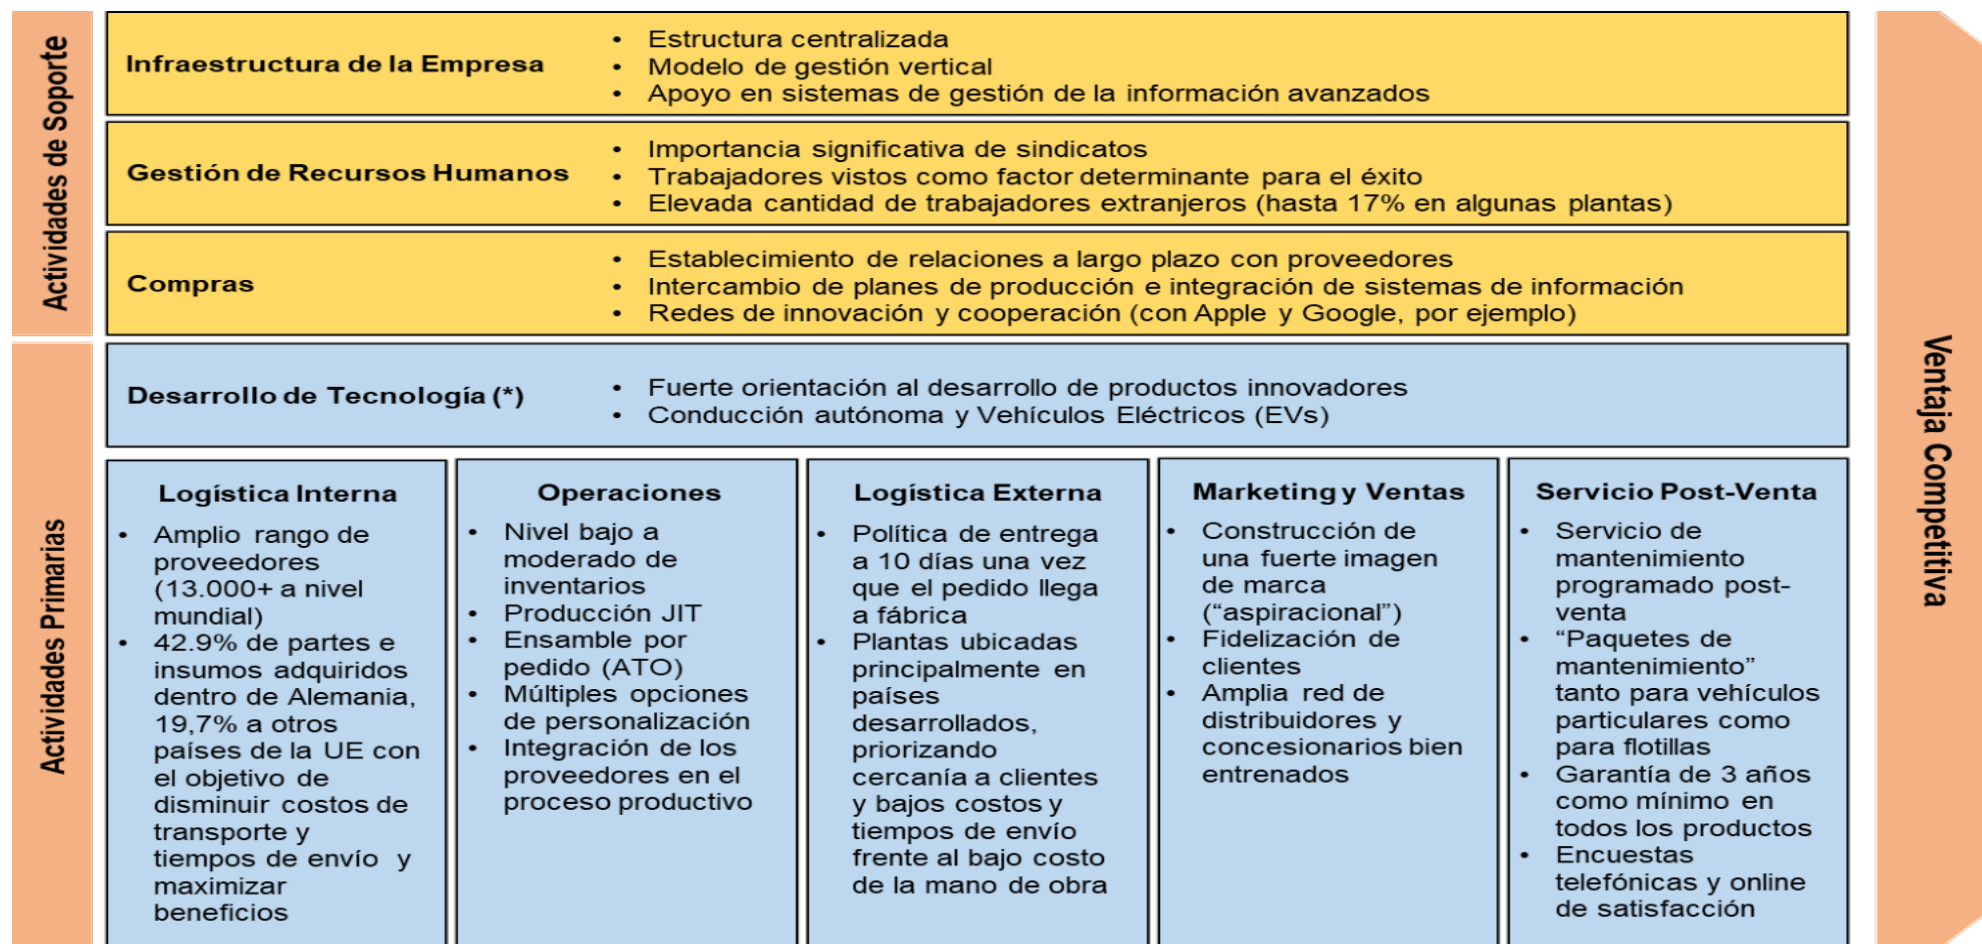 Actividades de Soporte
Infraestructura de la Empresa
• Estructura centralizada
• Modelo de gestión vertical
• Apoyo en sistemas de gestión de la información avanzados
Gestión de Recursos Humanos
• Importancia significativa de sindicatos
• Trabajadores vistos como factor determinante para el éxito
• Elevada cantidad de trabajadores extranjeros (hasta 17% en algunas plantas)
Compras
• Establecimiento de relaciones a largo plazo con proveedores
• Intercambio de planes de producción e integración de sistemas de información
• Redes de innovación y cooperación (con Apple y Google, por ejemplo)
Actividades Primarias
Desarrollo de Tecnología (*)
• Fuerte orientación al desarrollo de productos innovadores
• Conducción autónoma y Vehículos Eléctricos (EVs)
Logística Interna
• Amplio rango de
proveedores
(13.000+ a nivel
mundial)
• 42.9% de partes e
insumos adquiridos
dentro de Alemania,
19,7% a otros
países de la UE con
el objetivo de
disminuir costos de
transporte y
tiempos de envío y
maximizar
beneficios
Operaciones
• Nivel bajo a
moderado de
inventarios
• Producción JIT
• Ensamble por
pedido (ATO)
• Múltiples opciones
de personalización
• Integración de los
proveedores en el
proceso productivo
Logística Externa
• Política de entrega
a 10 días una vez
que el pedido llega
a fábrica
• Plantas ubicadas
principalmente en
países
desarrollados,
priorizando
cercanía a clientes
y bajos costos y
tiempos de envío
frente al bajo costo
de la mano de obra
Marketing y Ventas
• Construcción de
una fuerte imagen
de marca
(“aspiracional”)
• Fidelización de
clientes
• Amplia red de
distribuidores y
concesionarios bien
entrenados
Servicio Post-Venta
• Servicio de
mantenimiento
programado post-
venta
• “Paquetes de
mantenimiento”
tanto para vehículos
particulares como
para flotillas
• Garantía de 3 años
como mínimo en
todos los productos
• Encuestas
telefónicas y online
de satisfacción
Ventaja Competitiva